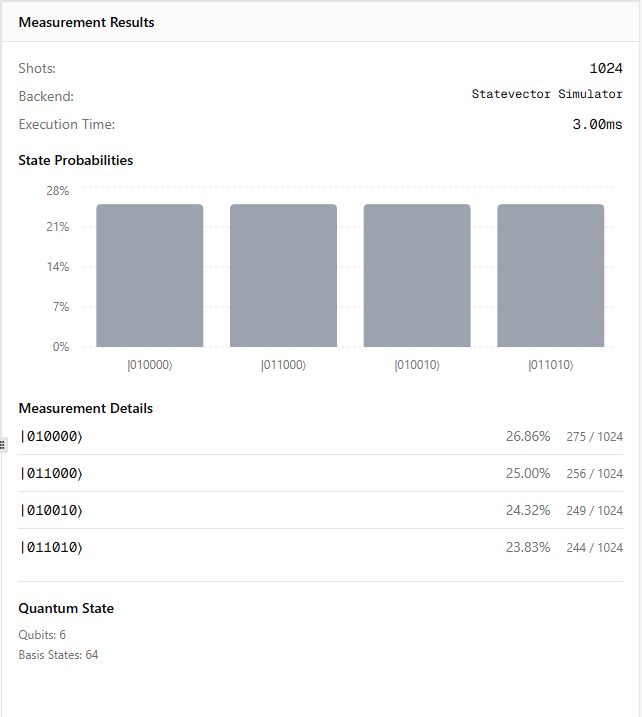 Measurement Results
Shots: 1024
Backend: Statevector Simulator
Execution Time: 3.00ms
State Probabilities
28%
21%
14%
7%
0%
|010000⟩ |011000⟩ |010010⟩ |011010⟩
Measurement Details
|010000⟩ 26.86% 275 / 1024
|011000⟩ 25.00% 256 / 1024
|010010⟩ 24.32% 249 / 1024
|011010⟩ 23.83% 244 / 1024
Quantum State
Qubits: 6
Basis States: 64